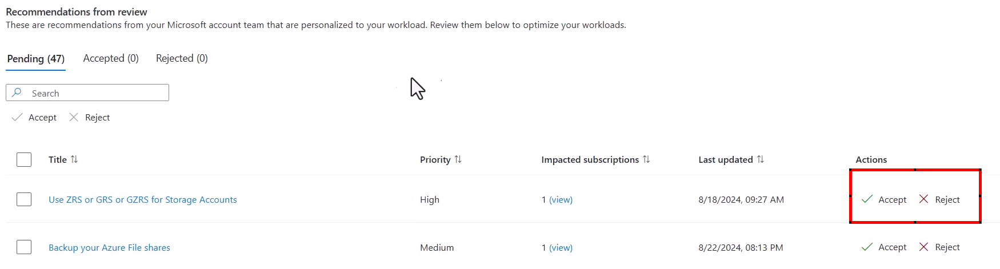 Recommendations from review
These are recommendations from your Microsoft account team that are personalized to your workload. Review them below to optimize your workloads.
Pending (47) Accepted (0) Rejected (0)
Search
Accept Reject
Title Priority Impacted subscriptions Last updated Actions
Use ZRS or GRS or GZRS for Storage Accounts High 1 (view) 8/18/2024, 09:27 AM Accept Reject
Backup your Azure File shares Medium 1 (view) 8/22/2024, 08:13 PM Accept Reject